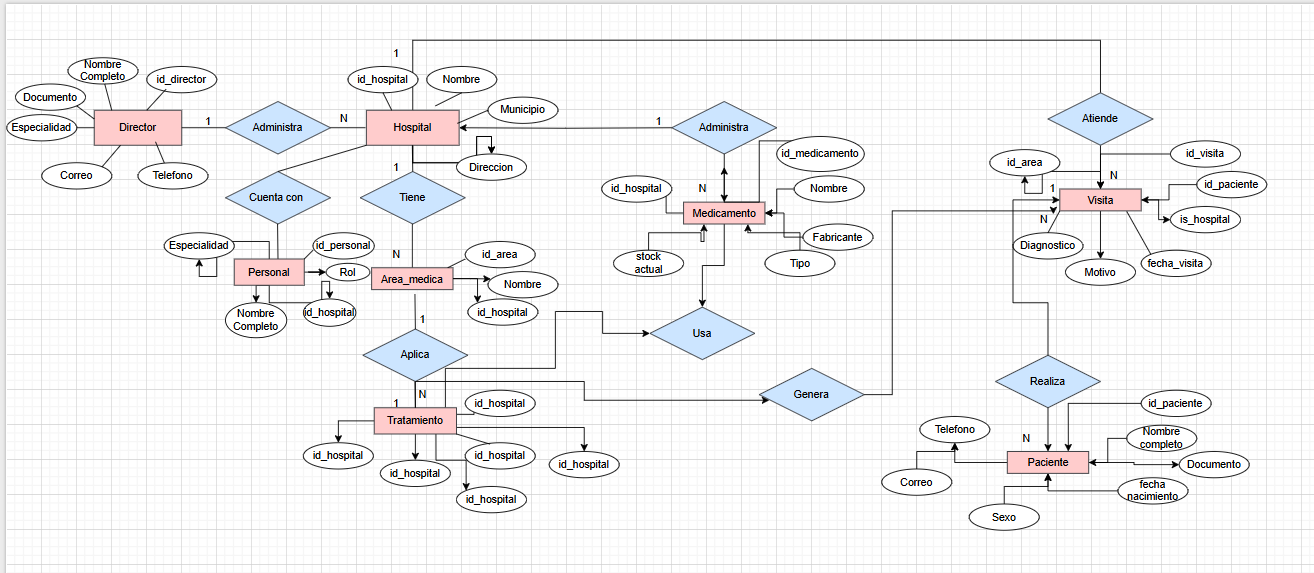 1
Nombre
Completo
id_director
id_hospital
Nombre
Documento
Municipio
Especialidad
Director
1
Administra
N
Hospital
1
Administra
Atiende
Correo
Telefono
1
Direccion
id_medicamento
id_area
id_visita
N
id_hospital
N
Nombre
1
id_paciente
Cuenta con
Tiene
Medicamento
Visita
N
is_hospital
Especialidad
id_personal
N
id_area
Fabricante
Diagnostico
fecha_visita
stock
actual
Tipo
Motivo
Personal
Rol
Area_medica
Nombre
Nombre
Completo
id_hospital
id_hospital
1
Usa
Aplica
Genera
Realiza
N
1
id_hospital
id_paciente
Tratamiento
Telefono
N
Nombre
completo
id_hospital
id_hospital
id_hospital
id_hospital
Paciente
Documento
Correo
fecha
nacimiento
id_hospital
Sexo